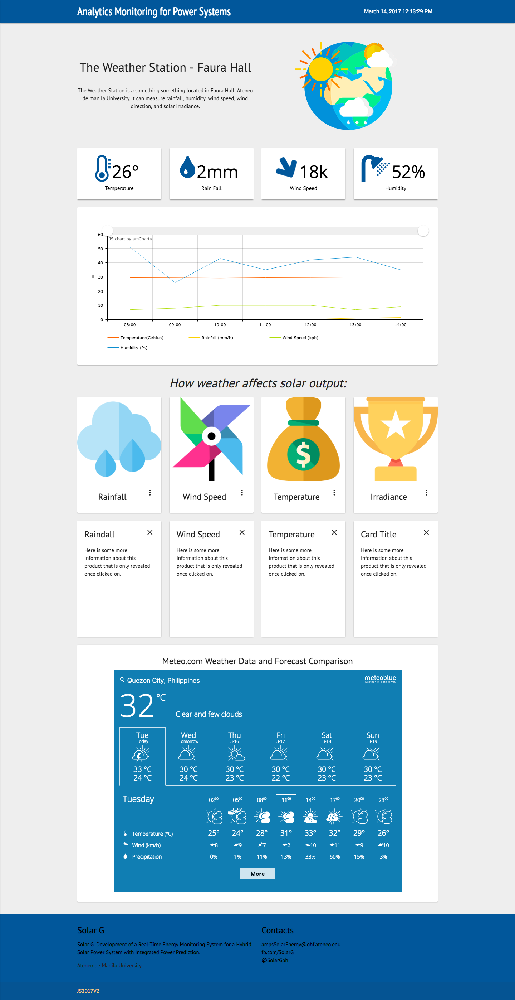 Analytics Monitoring for Power Systems
March 14, 2017 12:13:29 PM
The Weather Station - Faura Hall
The Weather Station is a something something located in Faura Hall, Ateneo
de manila University. It can measure rainfall, humidity, wind speed, wind
direction, and solar irradiance.
26°
Temperature
2mm
Rain Fall
18k
Wind Speed
52%
Humidity
JS chart by amCharts
60
50
40
30
20
10
0
08:00 09:00 10:00 11:00 12:00 13:00 14:00
Temperature(Celsius) Rainfall (mm/h) Wind Speed (kph)
Humidity (%)
How weather affects solar output:
$
Rainfall
Wind Speed
Temperature
Irradiance
Raindall
Here is some more
information about this
product that is only revealed
once clicked on.
Wind Speed
Here is some more
information about this
product that is only revealed
once clicked on.
Temperature
Here is some more
information about this
product that is only revealed
once clicked on.
Card Title
Here is some more
information about this
product that is only revealed
once clicked on.
Meteo.com Weather Data and Forecast Comparison
Quezon City, Philippines
meteoblue
weather close to you
32 °C
Clear and few clouds
Tue Wed Thu Fri Sat Sun
Today Tomorrow 3-16 3-17 3-18 3-19
33 °C 30 °C 30 °C 30 °C 30 °C 30 °C
24 °C 24 °C 23 °C 22 °C 23 °C 23 °C
Tuesday 02⁰⁰ 05⁰⁰ 08⁰⁰ 11⁰⁰ 14⁰⁰ 17⁰⁰ 20⁰⁰ 23⁰⁰
Temperature (°C) 25° 24° 28° 31° 33° 32° 29° 26°
Wind (km/h) 8 9 7 2 10 11 9 10
Precipitation 0% 1% 11% 13% 33% 60% 15% 3%
More
Solar G
Solar G. Development of a Real-Time Energy Monitoring System for a Hybrid
Solar Power System with Integrated Power Prediction.
Ateneo de Manila University.
Contacts
ampsSolarEnergy@obf.ateneo.edu
fb.com/SolarG
@SolarGph
JS2017V2